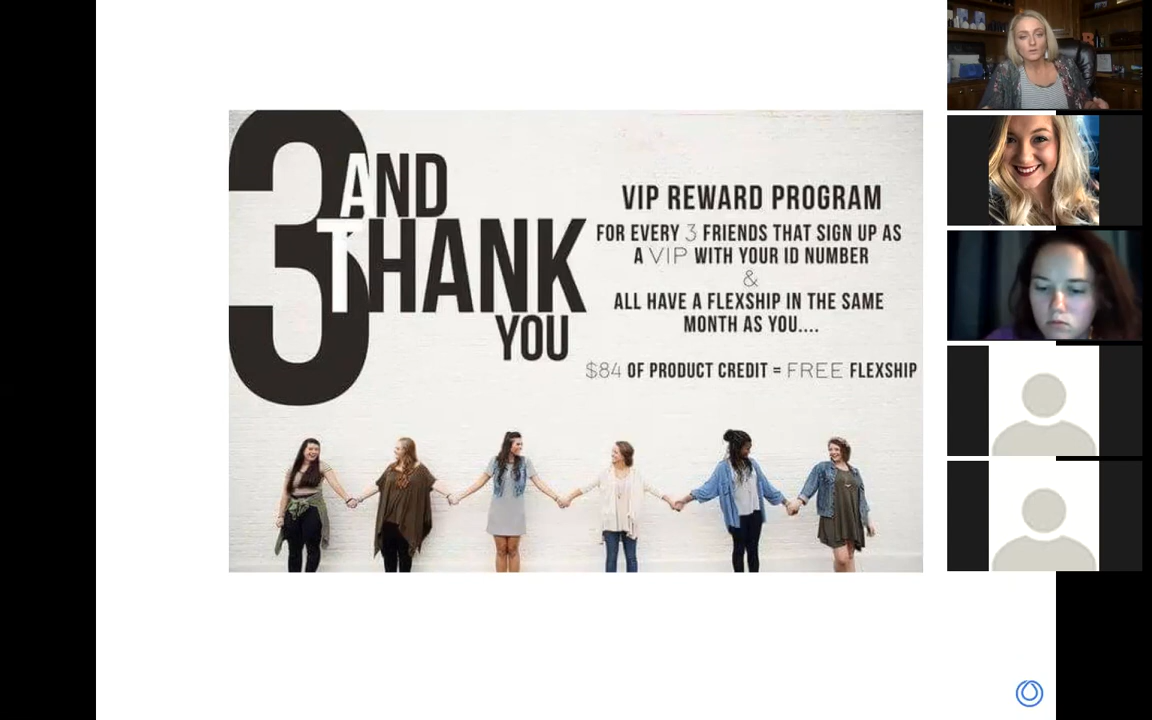 3 AND
THANK
YOU
VIP REWARD PROGRAM
FOR EVERY 3 FRIENDS THAT SIGN UP AS
A VIP WITH YOUR ID NUMBER
&
ALL HAVE A FLEXSHIP IN THE SAME
MONTH AS YOU....
$84 OF PRODUCT CREDIT = FREE FLEXSHIP